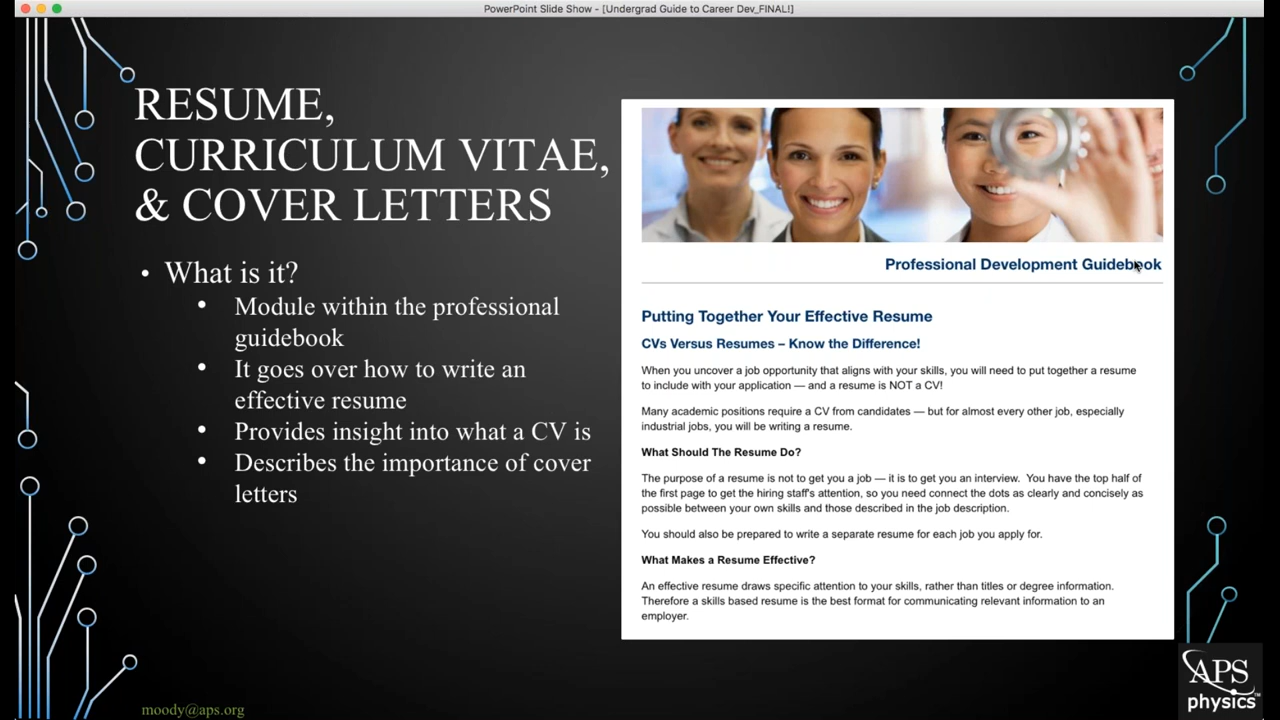 PowerPoint Slide Show - [Undergrad Guide to Career Dev_FINAL!]
RESUME,
CURRICULUM VITAE,
& COVER LETTERS
• What is it?
• Module within the professional
guidebook
• It goes over how to write an
effective resume
• Provides insight into what a CV is
• Describes the importance of cover
letters
Professional Development Guidebook
Putting Together Your Effective Resume
CVs Versus Resumes – Know the Difference!
When you uncover a job opportunity that aligns with your skills, you will need to put together a resume
to include with your application — and a resume is NOT a CV!
Many academic positions require a CV from candidates — but for almost every other job, especially
industrial jobs, you will be writing a resume.
What Should The Resume Do?
The purpose of a resume is not to get you a job — it is to get you an interview. You have the top half of
the first page to get the hiring staff's attention, so you need connect the dots as clearly and concisely as
possible between your own skills and those described in the job description.
You should also be prepared to write a separate resume for each job you apply for.
What Makes a Resume Effective?
An effective resume draws specific attention to your skills, rather than titles or degree information.
Therefore a skills based resume is the best format for communicating relevant information to an
employer.
moody@aps.org
APS
physics™